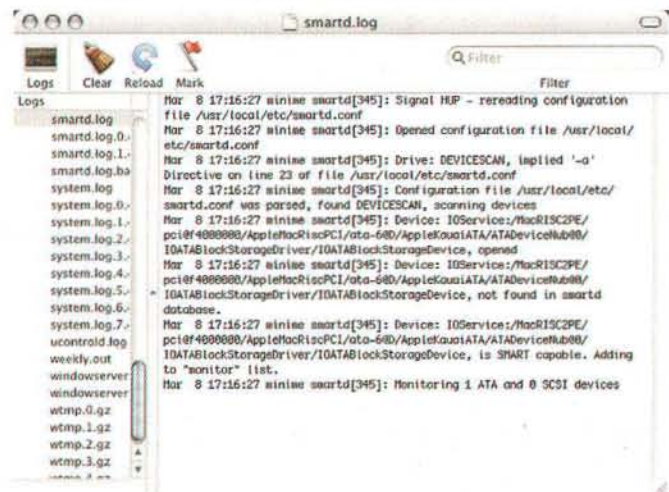 smartd.log
Filter
Logs
Clear
Reload
Mark
Filter
Logs
smartd.log
smartd.log.0.
smartd.log.1.
smartd.log.ba
system.log
system.log.0.
system.log.1.
system.log.2.
system.log.3.
system.log.4.
system.log.5.
system.log.6.
system.log.7.
ucontrold.log
weekly.out
windowserver
windowserver
wtmp.0.gz
wtmp.1.gz
wtmp.2.gz
wtmp.3.gz
Mar 8 17:16:27 minime smartd[345]: Signal HUP - rereading configuration
file /usr/local/etc/smartd.conf
Mar 8 17:16:27 minime smartd[345]: Opened configuration file /usr/local/
etc/smartd.conf
Mar 8 17:16:27 minime smartd[345]: Drive: DEVICESCAN, implied '-a'
Directive on line 23 of file /usr/local/etc/smartd.conf
Mar 8 17:16:27 minime smartd[345]: Configuration file /usr/local/etc/
smartd.conf was parsed, found DEVICESCAN, scanning devices
Mar 8 17:16:27 minime smartd[345]: Device: IOService:/MacRISC2PE/
pci@f4000000/AppleMacRiscPCI/ata-6@D/AppleKauaiATA/ATADeviceNub@0/
IOATABlockStorageDriver/IOATABlockStorageDevice, opened
Mar 8 17:16:27 minime smartd[345]: Device: IOService:/MacRISC2PE/
pci@f4000000/AppleMacRiscPCI/ata-6@D/AppleKauaiATA/ATADeviceNub@0/
IOATABlockStorageDriver/IOATABlockStorageDevice, not found in smartd
database.
Mar 8 17:16:27 minime smartd[345]: Device: IOService:/MacRISC2PE/
pci@f4000000/AppleMacRiscPCI/ata-6@D/AppleKauaiATA/ATADeviceNub@0/
IOATABlockStorageDriver/IOATABlockStorageDevice, is SMART capable. Adding
to "monitor" list.
Mar 8 17:16:27 minime smartd[345]: Monitoring 1 ATA and 0 SCSI devices